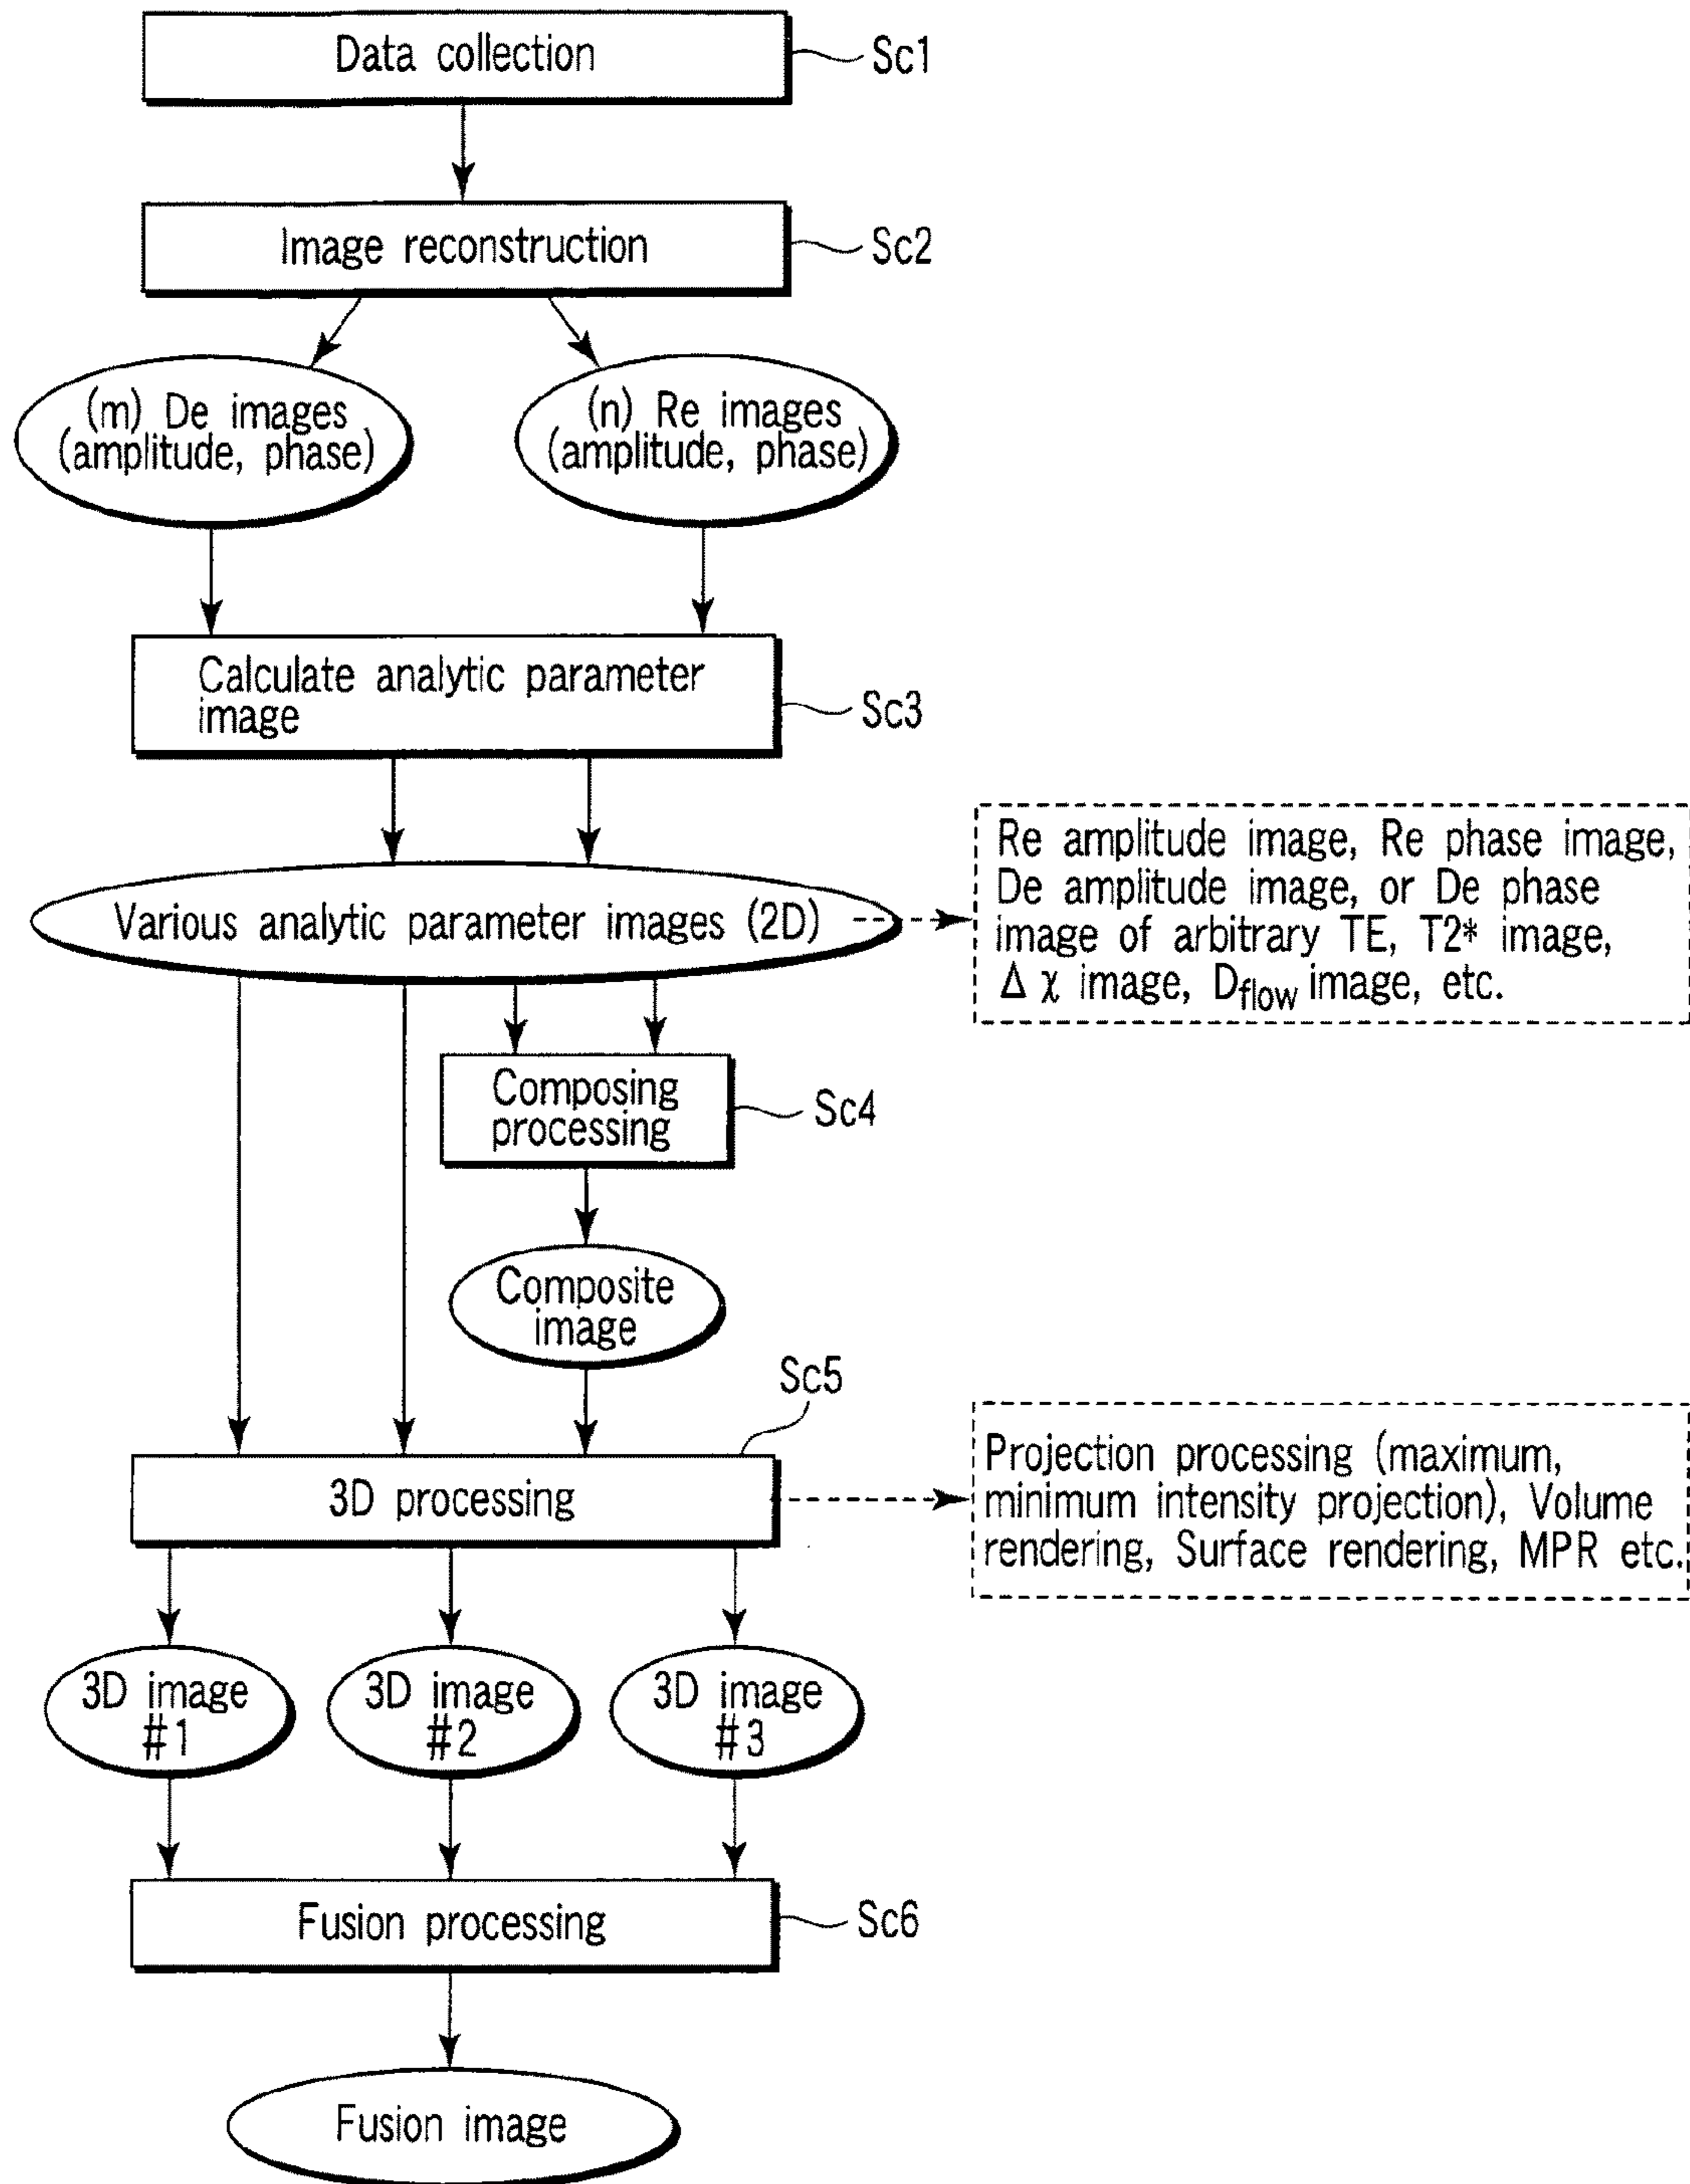 Data collection
Sc1
Image reconstruction
Sc2
(m) De images
(amplitude, phase)
(n) Re images
(amplitude, phase)
Calculate analytic parameter
image
Sc3
Various analytic parameter images (2D)
Re amplitude image, Re phase image,
De amplitude image, or De phase
image of arbitrary TE, T2* image,
Δ χ image, Dflow image, etc.
Composing
processing
Sc4
Composite
image
Sc5
3D processing
Projection processing (maximum,
minimum intensity projection), Volume
rendering, Surface rendering, MPR etc.
3D image
#1
3D image
#2
3D image
#3
Fusion processing
Sc6
Fusion image